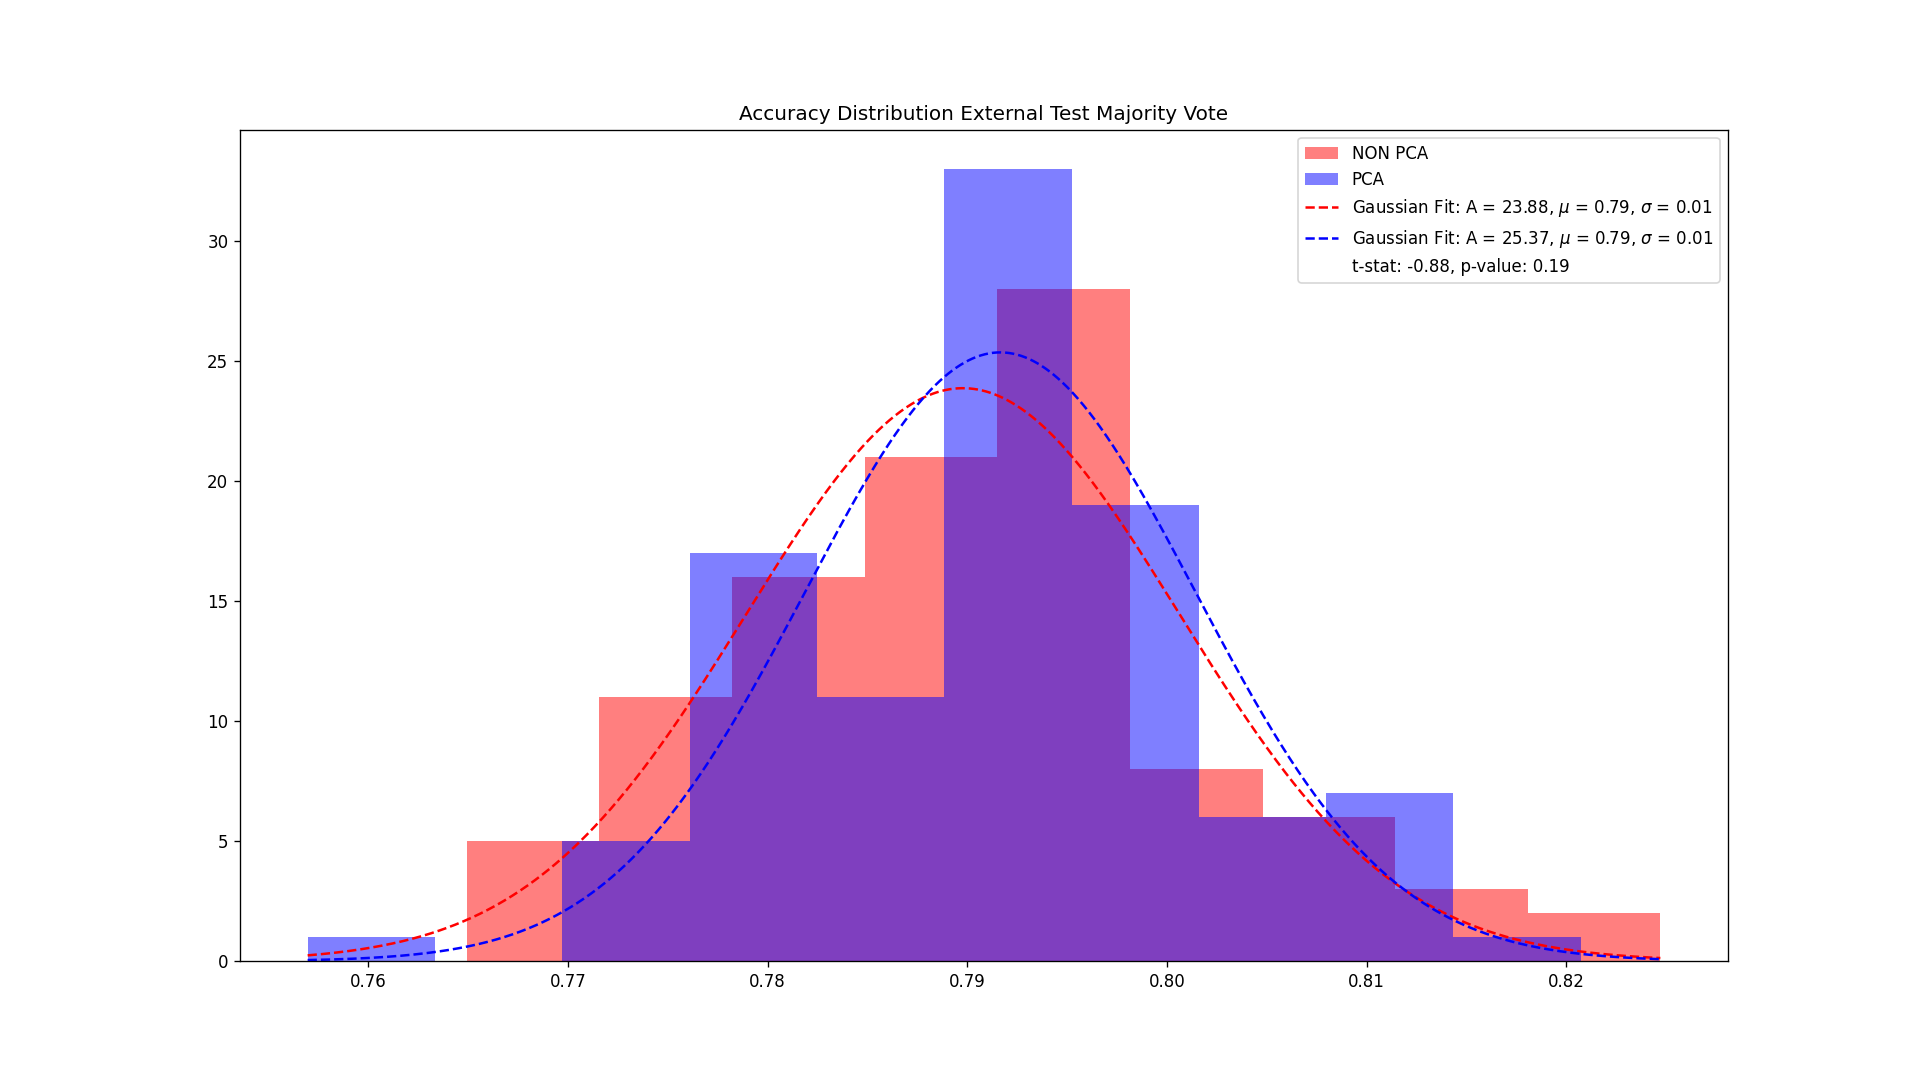 Accuracy Distribution External Test Majority Vote
NON PCA
PCA
Gaussian Fit: A = 23.88, μ = 0.79, σ = 0.01
Gaussian Fit: A = 25.37, μ = 0.79, σ = 0.01
t-stat: -0.88, p-value: 0.19
30
25
20
15
10
5
0
0.76 0.77 0.78 0.79 0.80 0.81 0.82